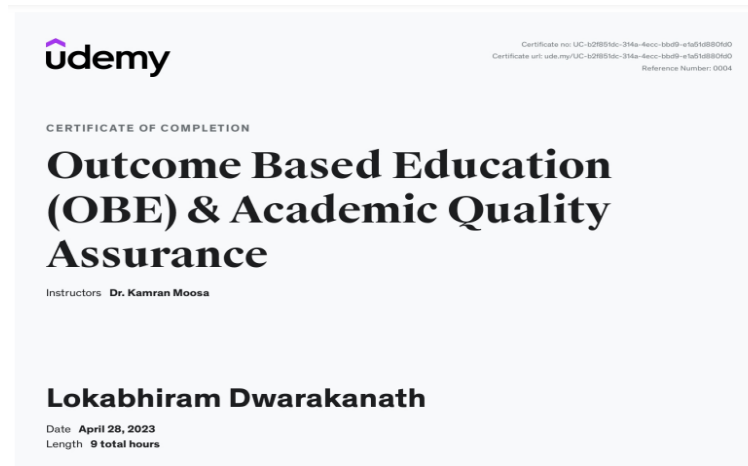 udemy
Certificate no: UC-b2f851dc-314a-4ecc-bbd9-e1a51d880fd0
Certificate url: ude.my/UC-b2f851dc-314a-4ecc-bbd9-e1a51d880fd0
Reference Number: 0004
CERTIFICATE OF COMPLETION
Outcome Based Education
(OBE) & Academic Quality
Assurance
Instructors Dr. Kamran Moosa
Lokabhiram Dwarakanath
Date April 28, 2023
Length 9 total hours